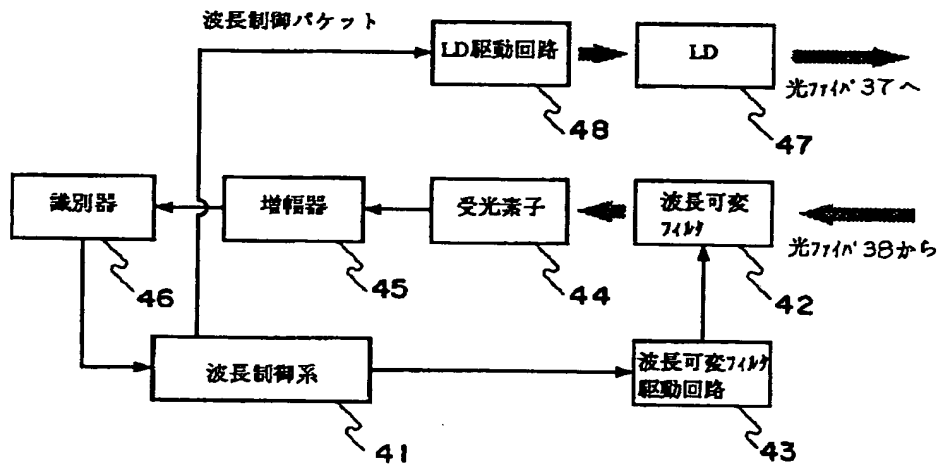 波長制御パケット
LD駆動回路
LD
光ファイバ37へ
48
47
識別器
増幅器
受光素子
波長可変
フィルタ
光ファイバ38から
46
45
44
42
波長制御系
波長可変フィルタ
駆動回路
41
43